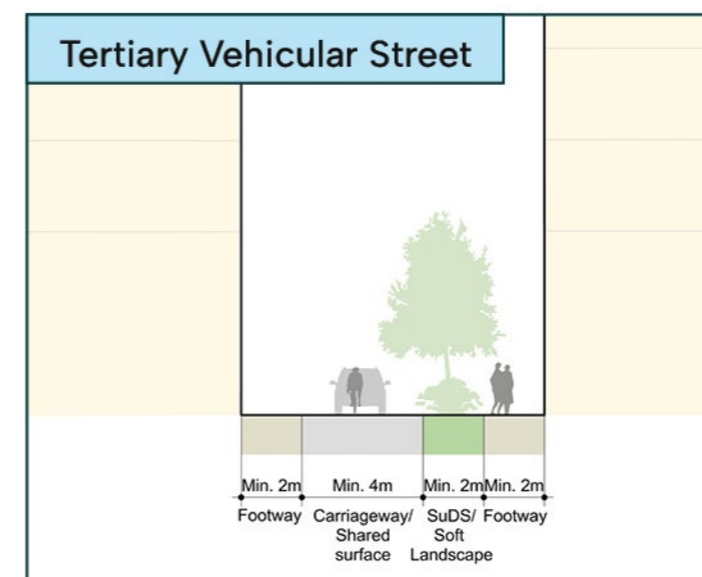 Tertiary Vehicular Street
Min. 2m Min. 4m Min. 2m Min. 2m
Footway Carriageway/ SuDS/ Footway
Shared Soft
surface Landscape